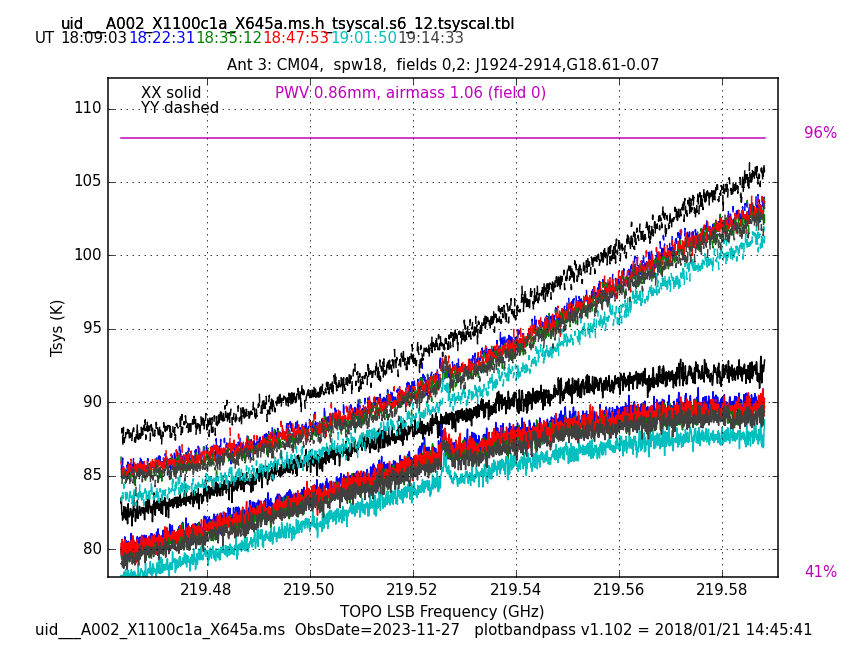 uid___A002_X1100c1a_X645a.ms.h_tsyscal.s6_12.tsyscal.tbl
UT 18:09:03 18:22:31 18:35:12 18:47:53 19:01:50 19:14:33
Ant 3: CM04,  spw18,  fields 0,2: J1924-2914,G18.61-0.07
XX solid
PWV 0.86mm, airmass 1.06 (field 0)
YY dashed
110
96%
105
100
95
Tsys (K)
90
85
80
41%
219.48 219.50 219.52 219.54 219.56 219.58
TOPO LSB Frequency (GHz)
uid___A002_X1100c1a_X645a.ms  ObsDate=2023-11-27   plotbandpass v1.102 = 2018/01/21 14:45:41